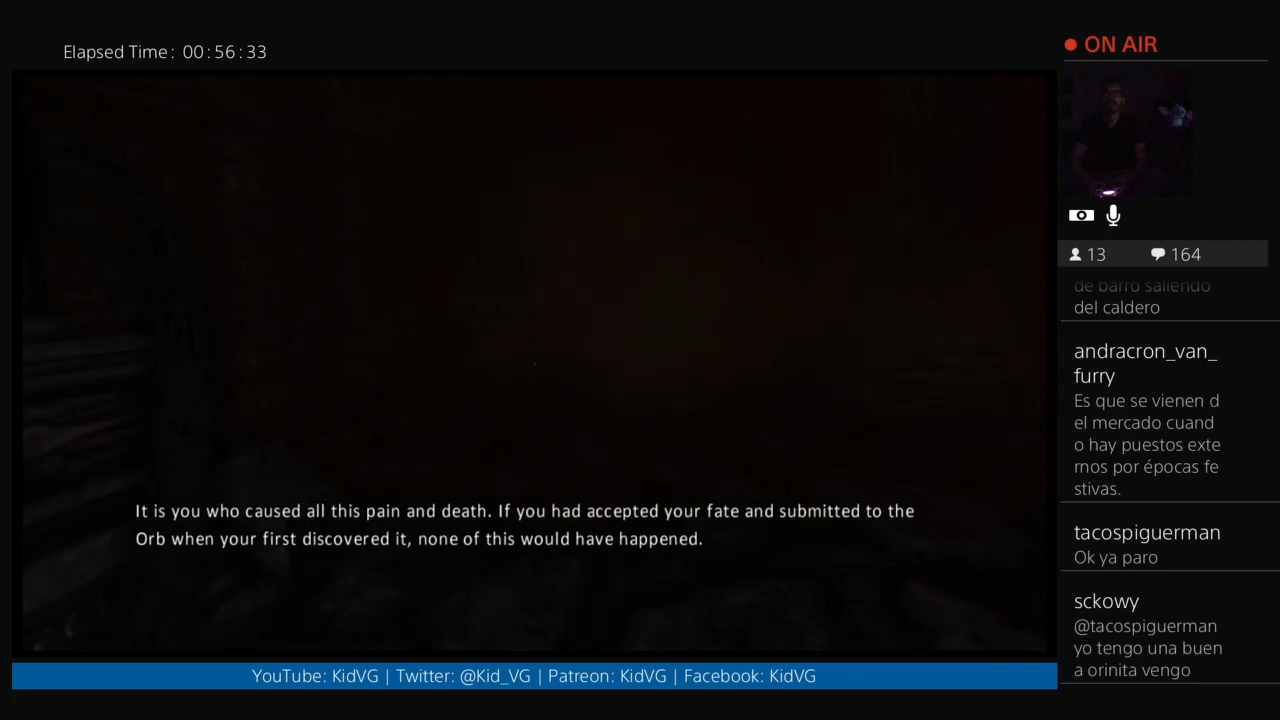 Elapsed Time: 00:56:33
ON AIR
13 164
de barro saliendo
del caldero
andracron_van_
furry
Es que se vienen d
el mercado cuand
o hay puestos exte
rnos por épocas fe
stivas.
tacospiguerman
Ok ya paro
sckowy
@tacospiguerman
yo tengo una buen
a orinita vengo
It is you who caused all this pain and death. If you had accepted your fate and submitted to the
Orb when your first discovered it, none of this would have happened.
YouTube: KidVG | Twitter: @Kid_VG | Patreon: KidVG | Facebook: KidVG